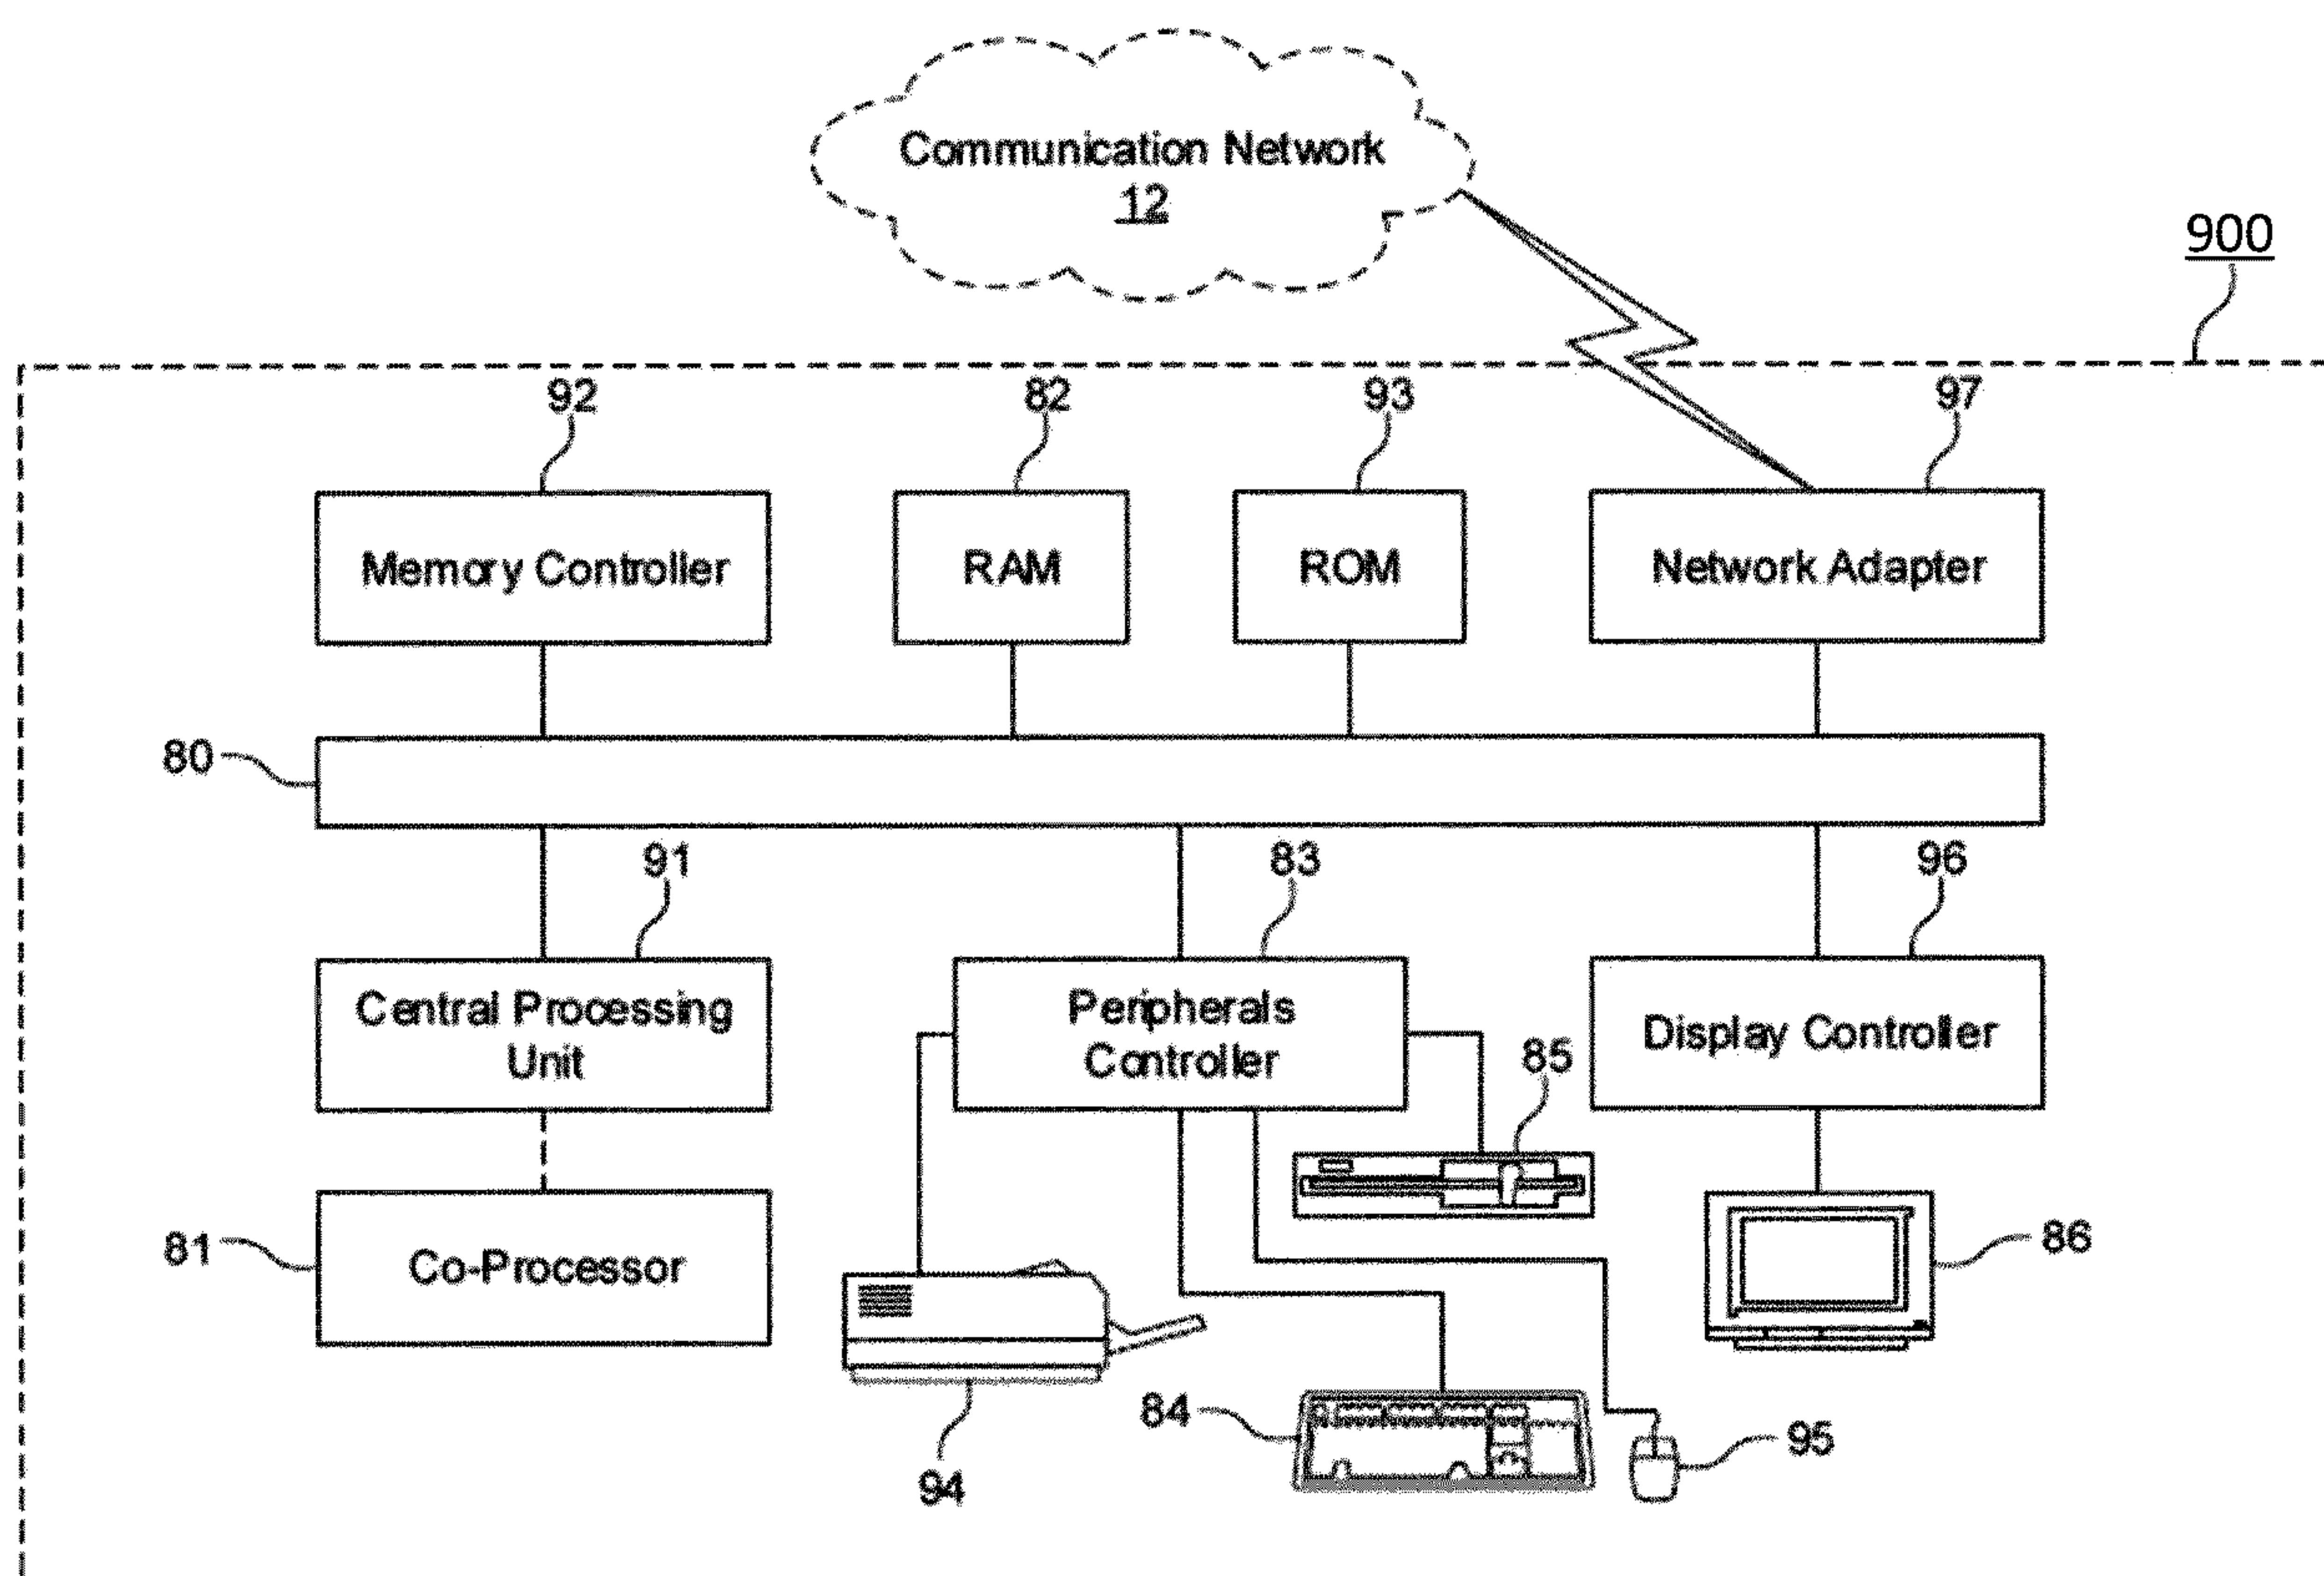 Communication Network
12
900
92
82
93
97
Memory Controller
RAM
ROM
Network Adapter
80
91
83
96
Central Processing
Unit
Peripherals
Controller
Display Controller
85
81
Co-Processor
86
84
95
94